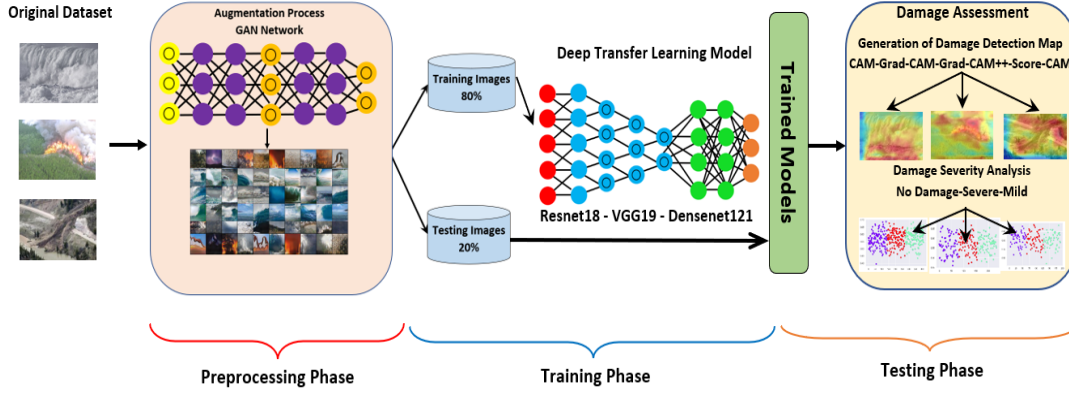 Original Dataset
Augmentation Process
GAN Network
Training Images
80%
Testing Images
20%
Deep Transfer Learning Model
Resnet18 - VGG19 - Densenet121
Trained Models
Damage Assessment
Generation of Damage Detection Map
CAM-Grad-CAM-Grad-CAM++-Score-CAM
Damage Severity Analysis
No Damage-Severe-Mild
Preprocessing Phase
Training Phase
Testing Phase